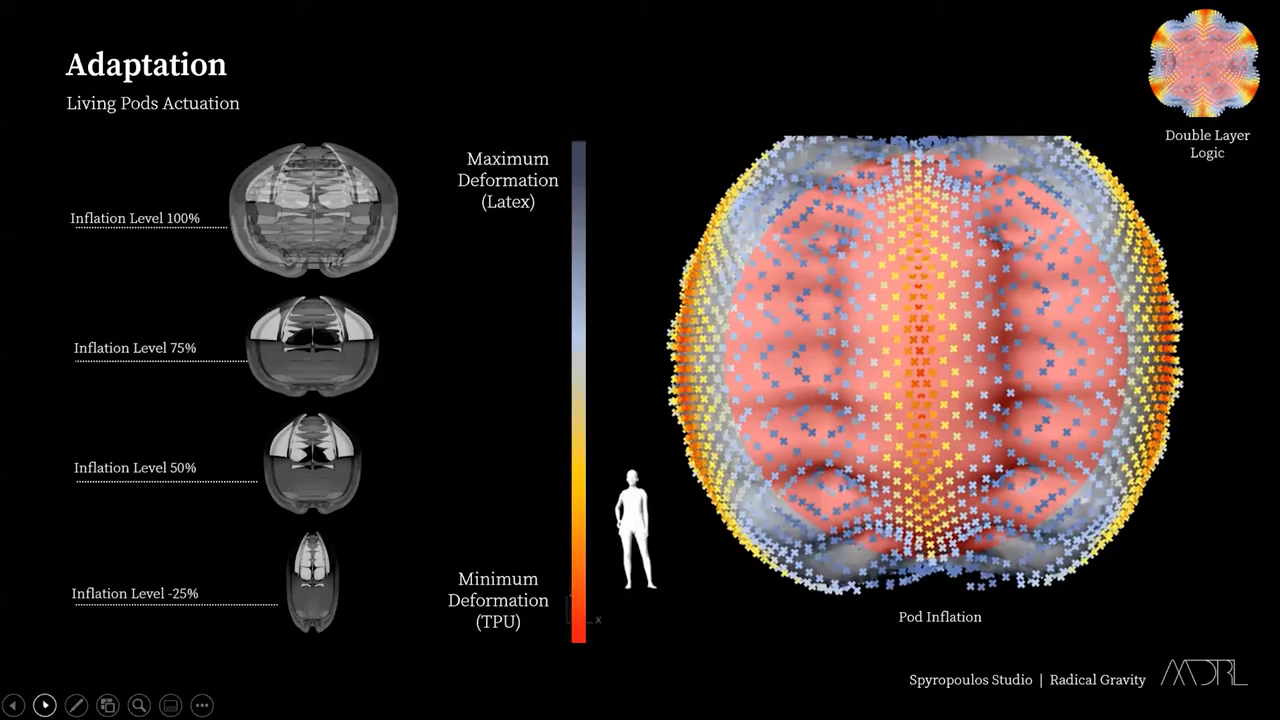 Adaptation
Living Pods Actuation
Inflation Level 100%
Inflation Level 75%
Inflation Level 50%
Inflation Level -25%
Maximum
Deformation
(Latex)
Minimum
Deformation
(TPU)
x
Pod Inflation
Double Layer
Logic
Spyropoulos Studio | Radical Gravity
DRL